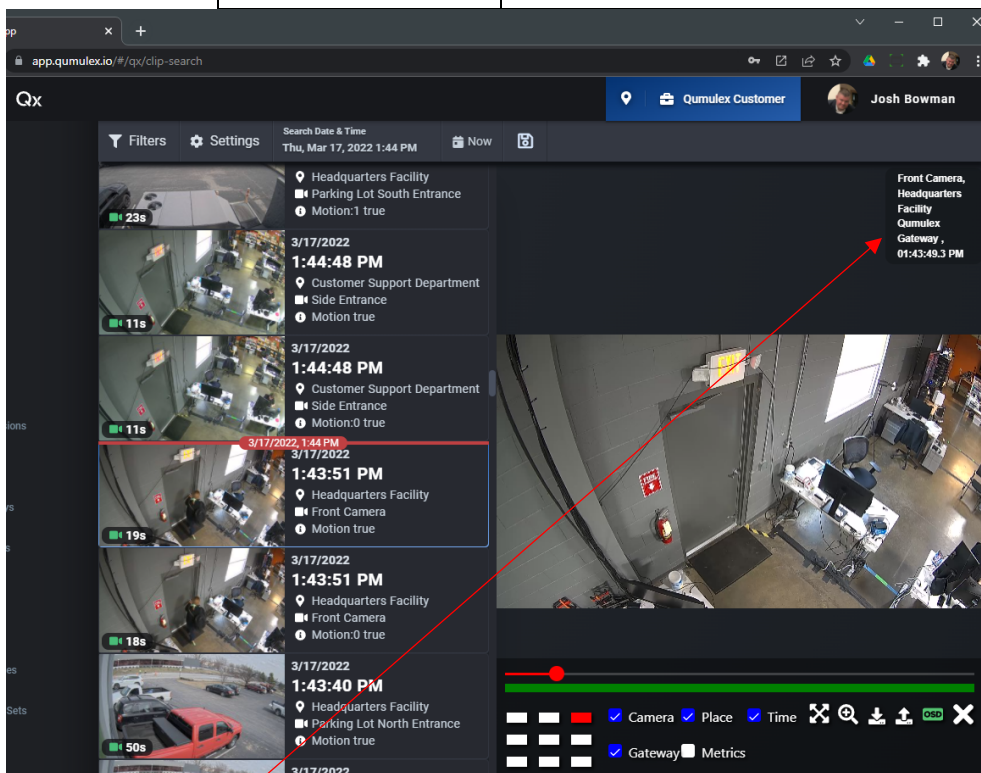 app.qumulex.io/#/qx/clip-search
Qx
Qumulex Customer
Josh Bowman
Filters
Settings
Search Date & Time
Thu, Mar 17, 2022 1:44 PM
Now
Headquarters Facility
Parking Lot South Entrance
Motion:1 true
23s
3/17/2022
1:44:48 PM
Customer Support Department
Side Entrance
Motion true
11s
3/17/2022
1:44:48 PM
Customer Support Department
Side Entrance
Motion:0 true
11s
3/17/2022, 1:44 PM
3/17/2022
1:43:51 PM
Headquarters Facility
Front Camera
Motion true
19s
3/17/2022
1:43:51 PM
Headquarters Facility
Front Camera
Motion:0 true
18s
3/17/2022
1:43:40 PM
Headquarters Facility
Parking Lot North Entrance
Motion true
50s
3/17/2022
Front Camera,
Headquarters
Facility
Qumulex
Gateway ,
01:43:49.3 PM
EXIT
FIRE
Camera
Place
Time
OSD
Gateway
Metrics
sions
es
Sets